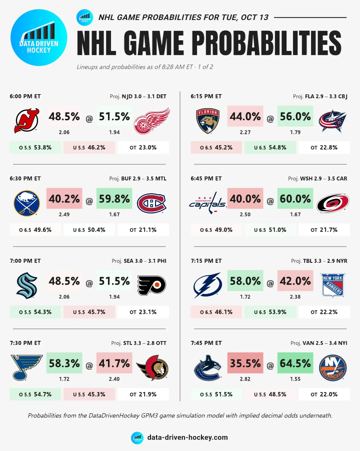 NHL GAME PROBABILITIES FOR TUE, OCT 13
DATA DRIVEN
HOCKEY
NHL GAME PROBABILITIES
Lineups and probabilities as of 8:28 AM ET · 1 of 2
6:00 PM ET Proj. NJD 3.0 – 3.1 DET
48.5% @ 51.5%
2.06 1.94
O 5.5 53.8% U 5.5 46.2% OT 23.0%
6:15 PM ET Proj. FLA 2.9 – 3.3 CBJ
FLORIDA
44.0% @ 56.0%
2.27 1.79
O 6.5 45.2% U 6.5 54.8% OT 22.8%
6:30 PM ET Proj. BUF 2.9 – 3.5 MTL
40.2% @ 59.8%
2.49 1.67
O 6.5 49.6% U 6.5 50.4% OT 21.1%
6:45 PM ET Proj. WSH 2.9 – 3.5 CAR
capitals
40.0% @ 60.0%
2.50 1.67
O 6.5 49.0% U 6.5 51.0% OT 21.7%
7:00 PM ET Proj. SEA 3.0 – 3.1 PHI
48.5% @ 51.5%
2.06 1.94
O 5.5 54.3% U 5.5 45.7% OT 23.1%
7:15 PM ET Proj. TBL 3.3 – 2.9 NYR
58.0% @ 42.0%
NEW YORK
1.72 2.38
O 6.5 46.1% U 6.5 53.9% OT 22.2%
7:30 PM ET Proj. STL 3.3 – 2.8 OTT
58.3% @ 41.7%
1.72 2.40
O 5.5 54.7% U 5.5 45.3% OT 21.9%
7:45 PM ET Proj. VAN 2.5 – 3.4 NYI
35.5% @ 64.5%
2.82 1.55
O 5.5 51.5% U 5.5 48.5% OT 22.0%
Probabilities from the DataDrivenHockey GPM3 game simulation model with implied decimal odds underneath.
data-driven-hockey.com